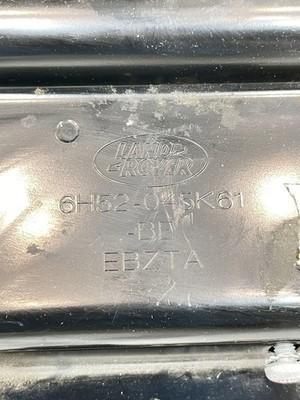 LAND-
ROVER
6H52-045K61
-BD
EBZTA